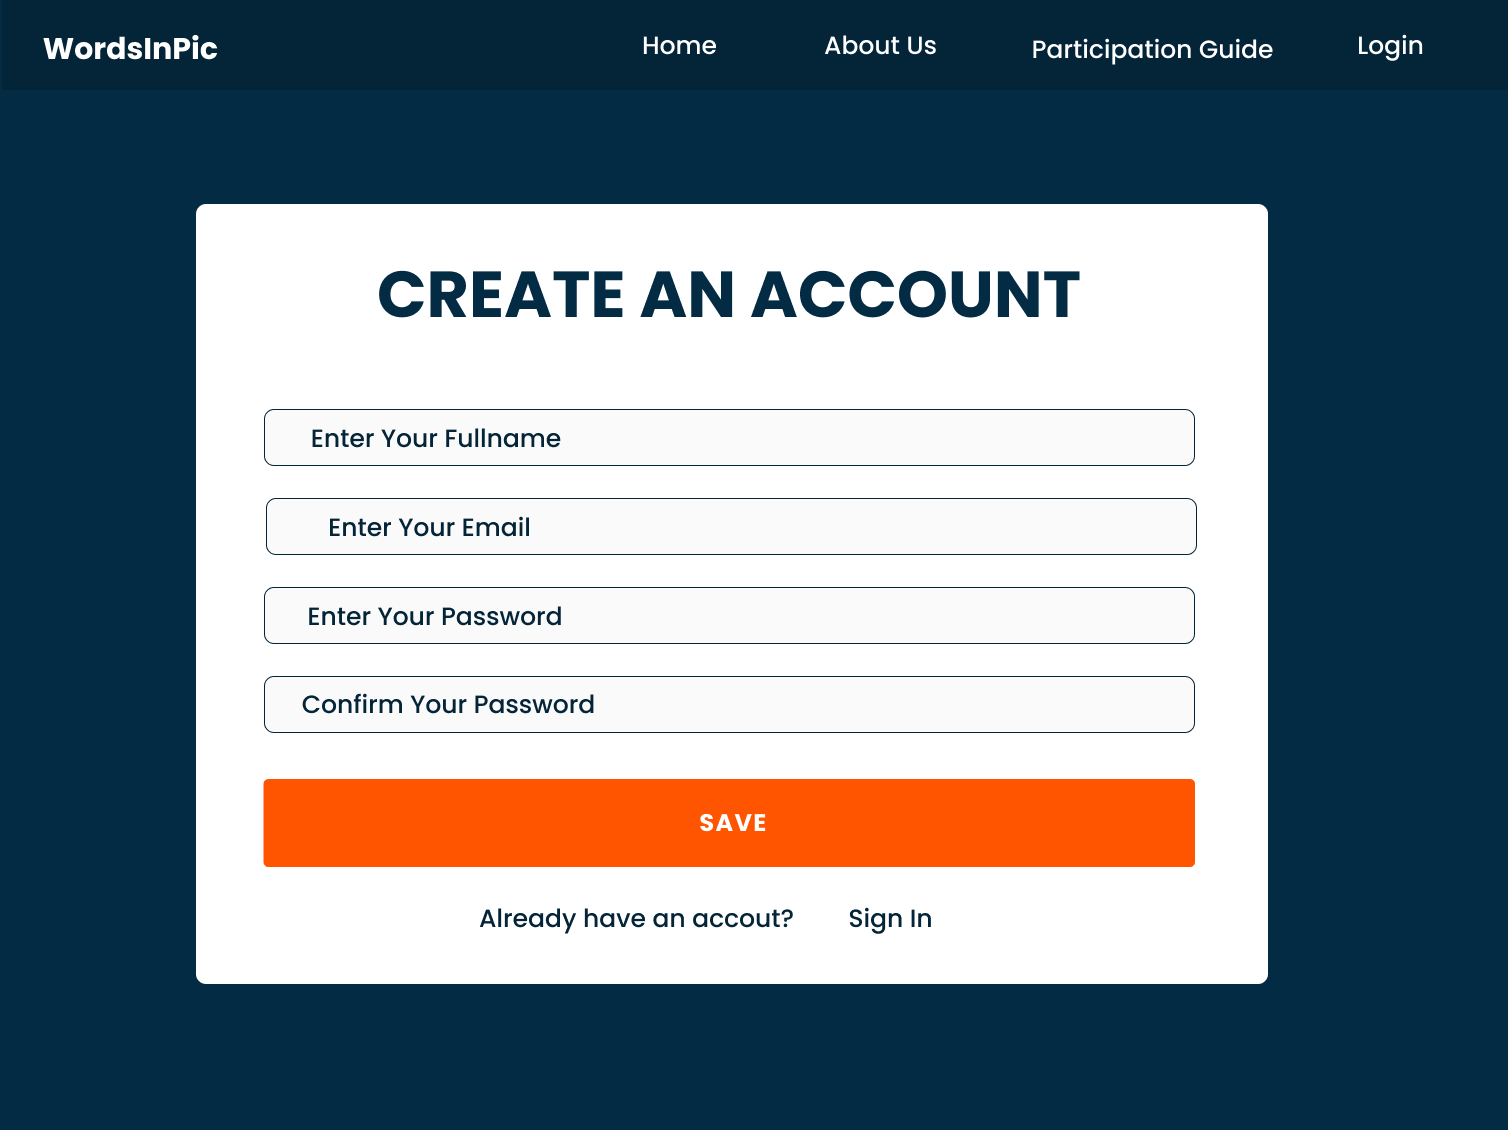 WordsInPic
Home
About Us
Participation Guide
Login
CREATE AN ACCOUNT
Enter Your Fullname
Enter Your Email
Enter Your Password
Confirm Your Password
SAVE
Already have an accout? Sign In